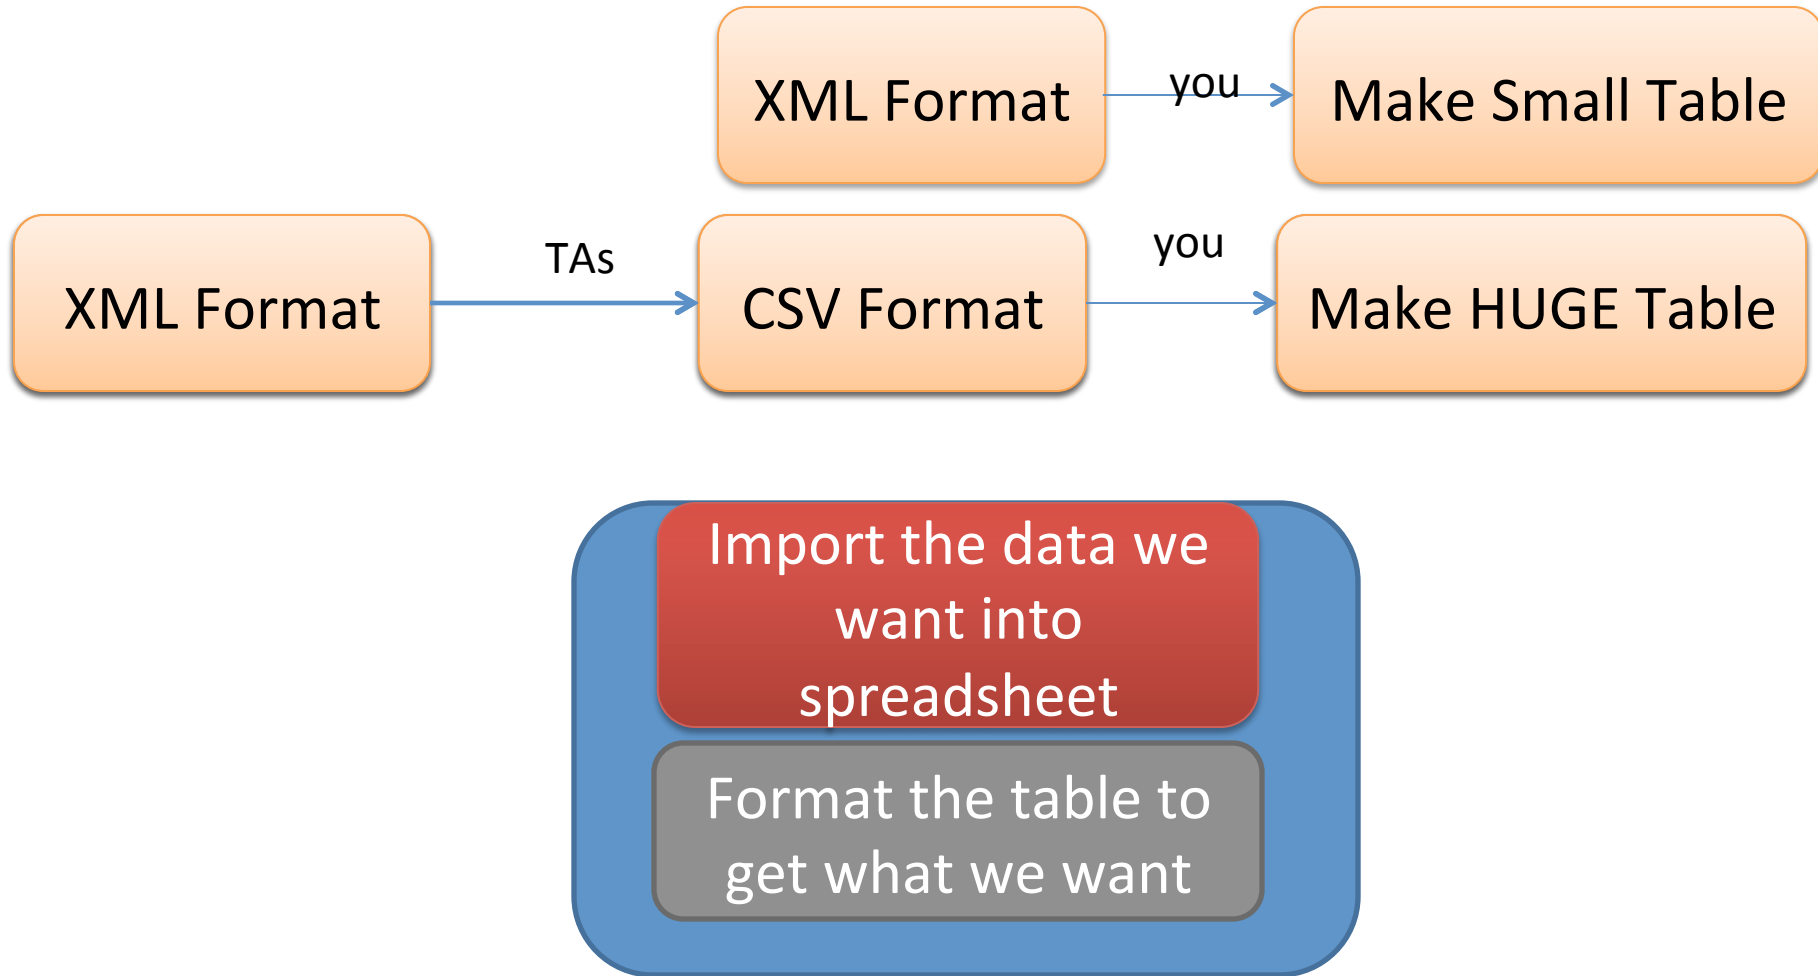 XML Format
you
Make Small Table
XML Format
TAs
CSV Format
you
Make HUGE Table
Import the data we
want into
spreadsheet
Format the table to
get what we want